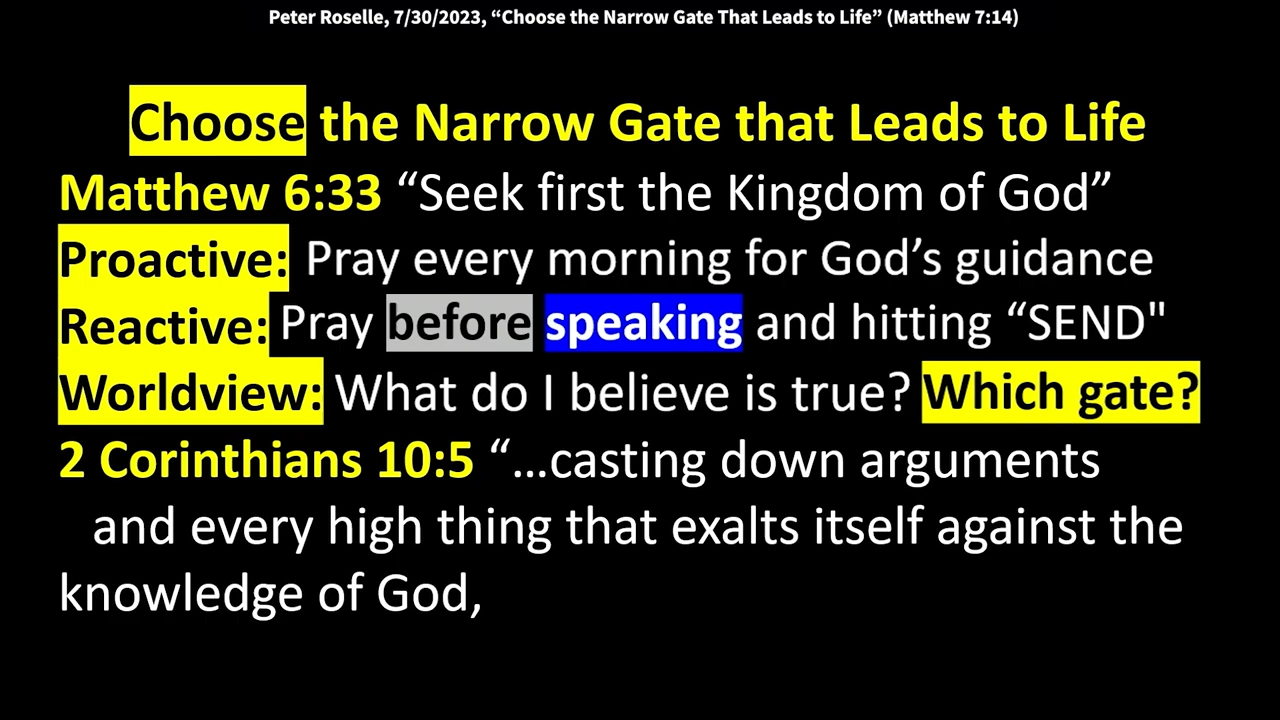 Peter Roselle, 7/30/2023, “Choose the Narrow Gate That Leads to Life” (Matthew 7:14)
Choose the Narrow Gate that Leads to Life
Matthew 6:33 “Seek first the Kingdom of God”
Proactive: Pray every morning for God’s guidance
Reactive: Pray before speaking and hitting “SEND"
Worldview: What do I believe is true? Which gate?
2 Corinthians 10:5 “…casting down arguments
and every high thing that exalts itself against the
knowledge of God,